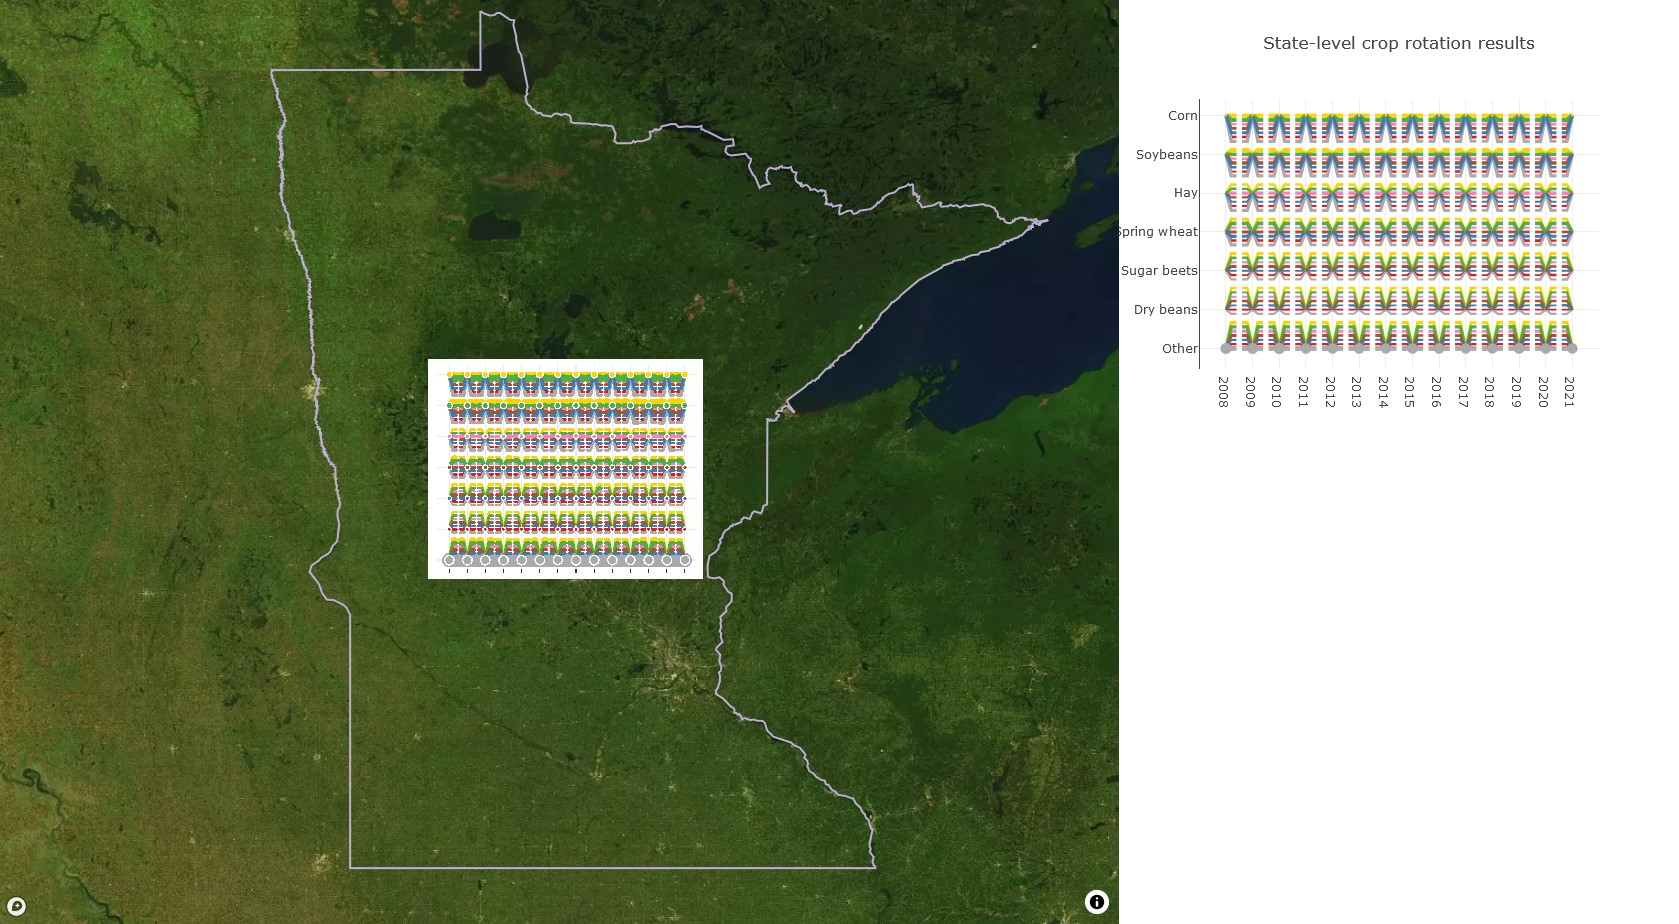 State-level crop rotation results
Corn
Soybeans
Hay
Spring wheat
Sugar beets
Dry beans
Other
2008 2009 2010 2011 2012 2013 2014 2015 2016 2017 2018 2019 2020 2021